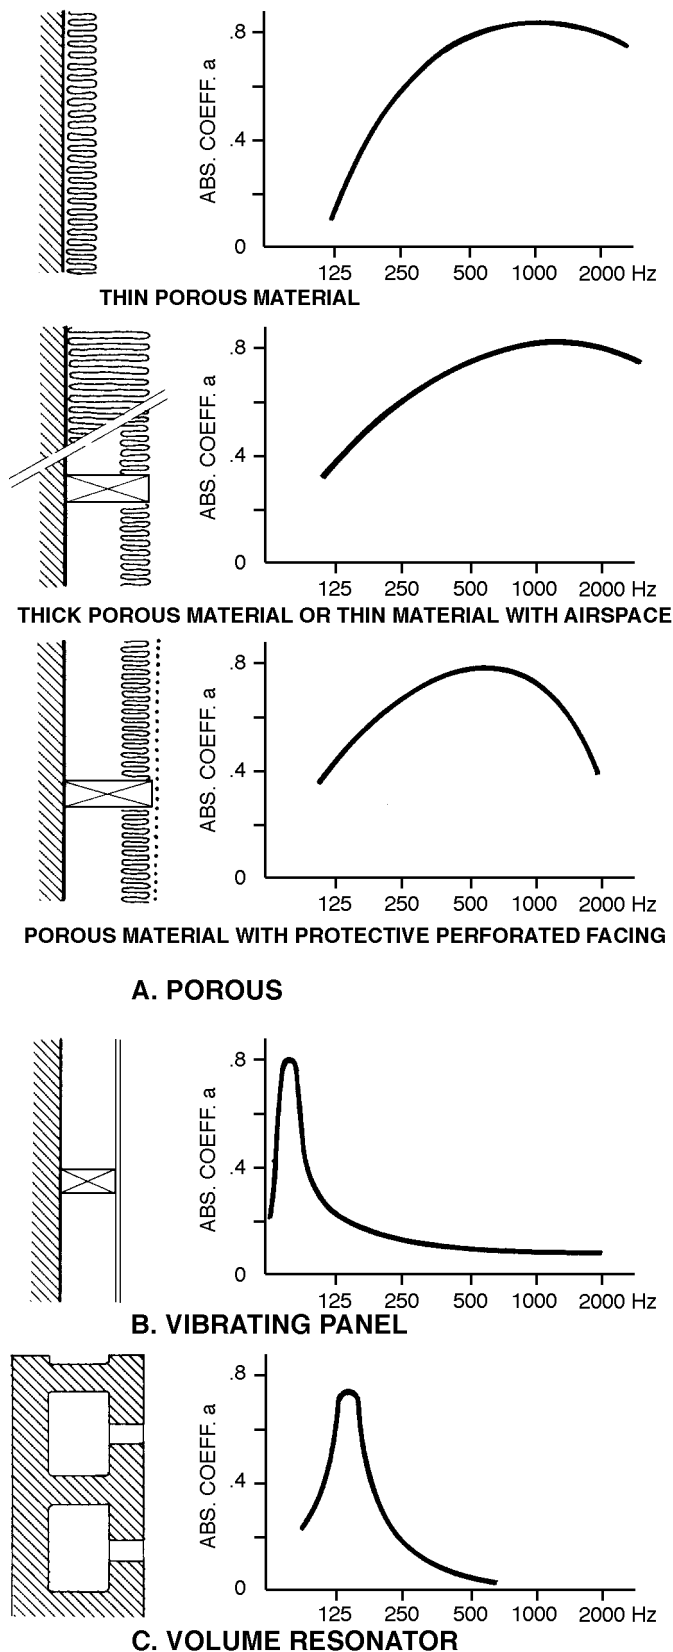 .8
.4
0
ABS. COEFF. a
125 250 500 1000 2000 Hz
THIN POROUS MATERIAL
.8
.4
0
ABS. COEFF. a
125 250 500 1000 2000 Hz
THICK POROUS MATERIAL OR THIN MATERIAL WITH AIRSPACE
.8
.4
0
ABS. COEFF. a
125 250 500 1000 2000 Hz
POROUS MATERIAL WITH PROTECTIVE PERFORATED FACING
A. POROUS
.8
.4
0
ABS. COEFF. a
125 250 500 1000 2000 Hz
B. VIBRATING PANEL
.8
.4
0
ABS. COEFF. a
125 250 500 1000 2000 Hz
C. VOLUME RESONATOR